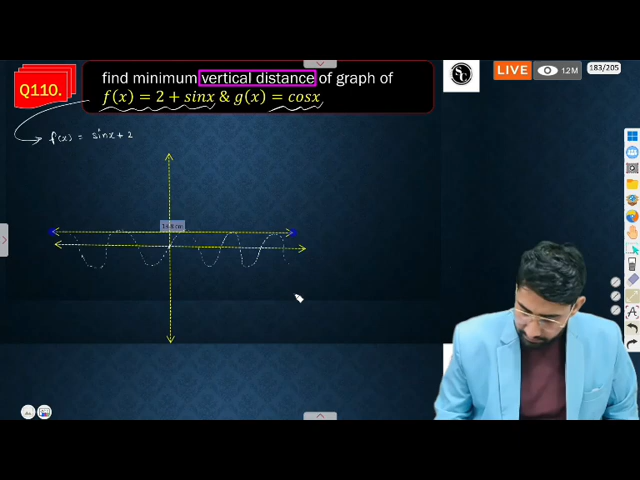 LIVE
12M
183/205
Q110.
find minimum vertical distance of graph of
f(x) = 2 + sinx & g(x) = cosx
f(x) = sinx + 2